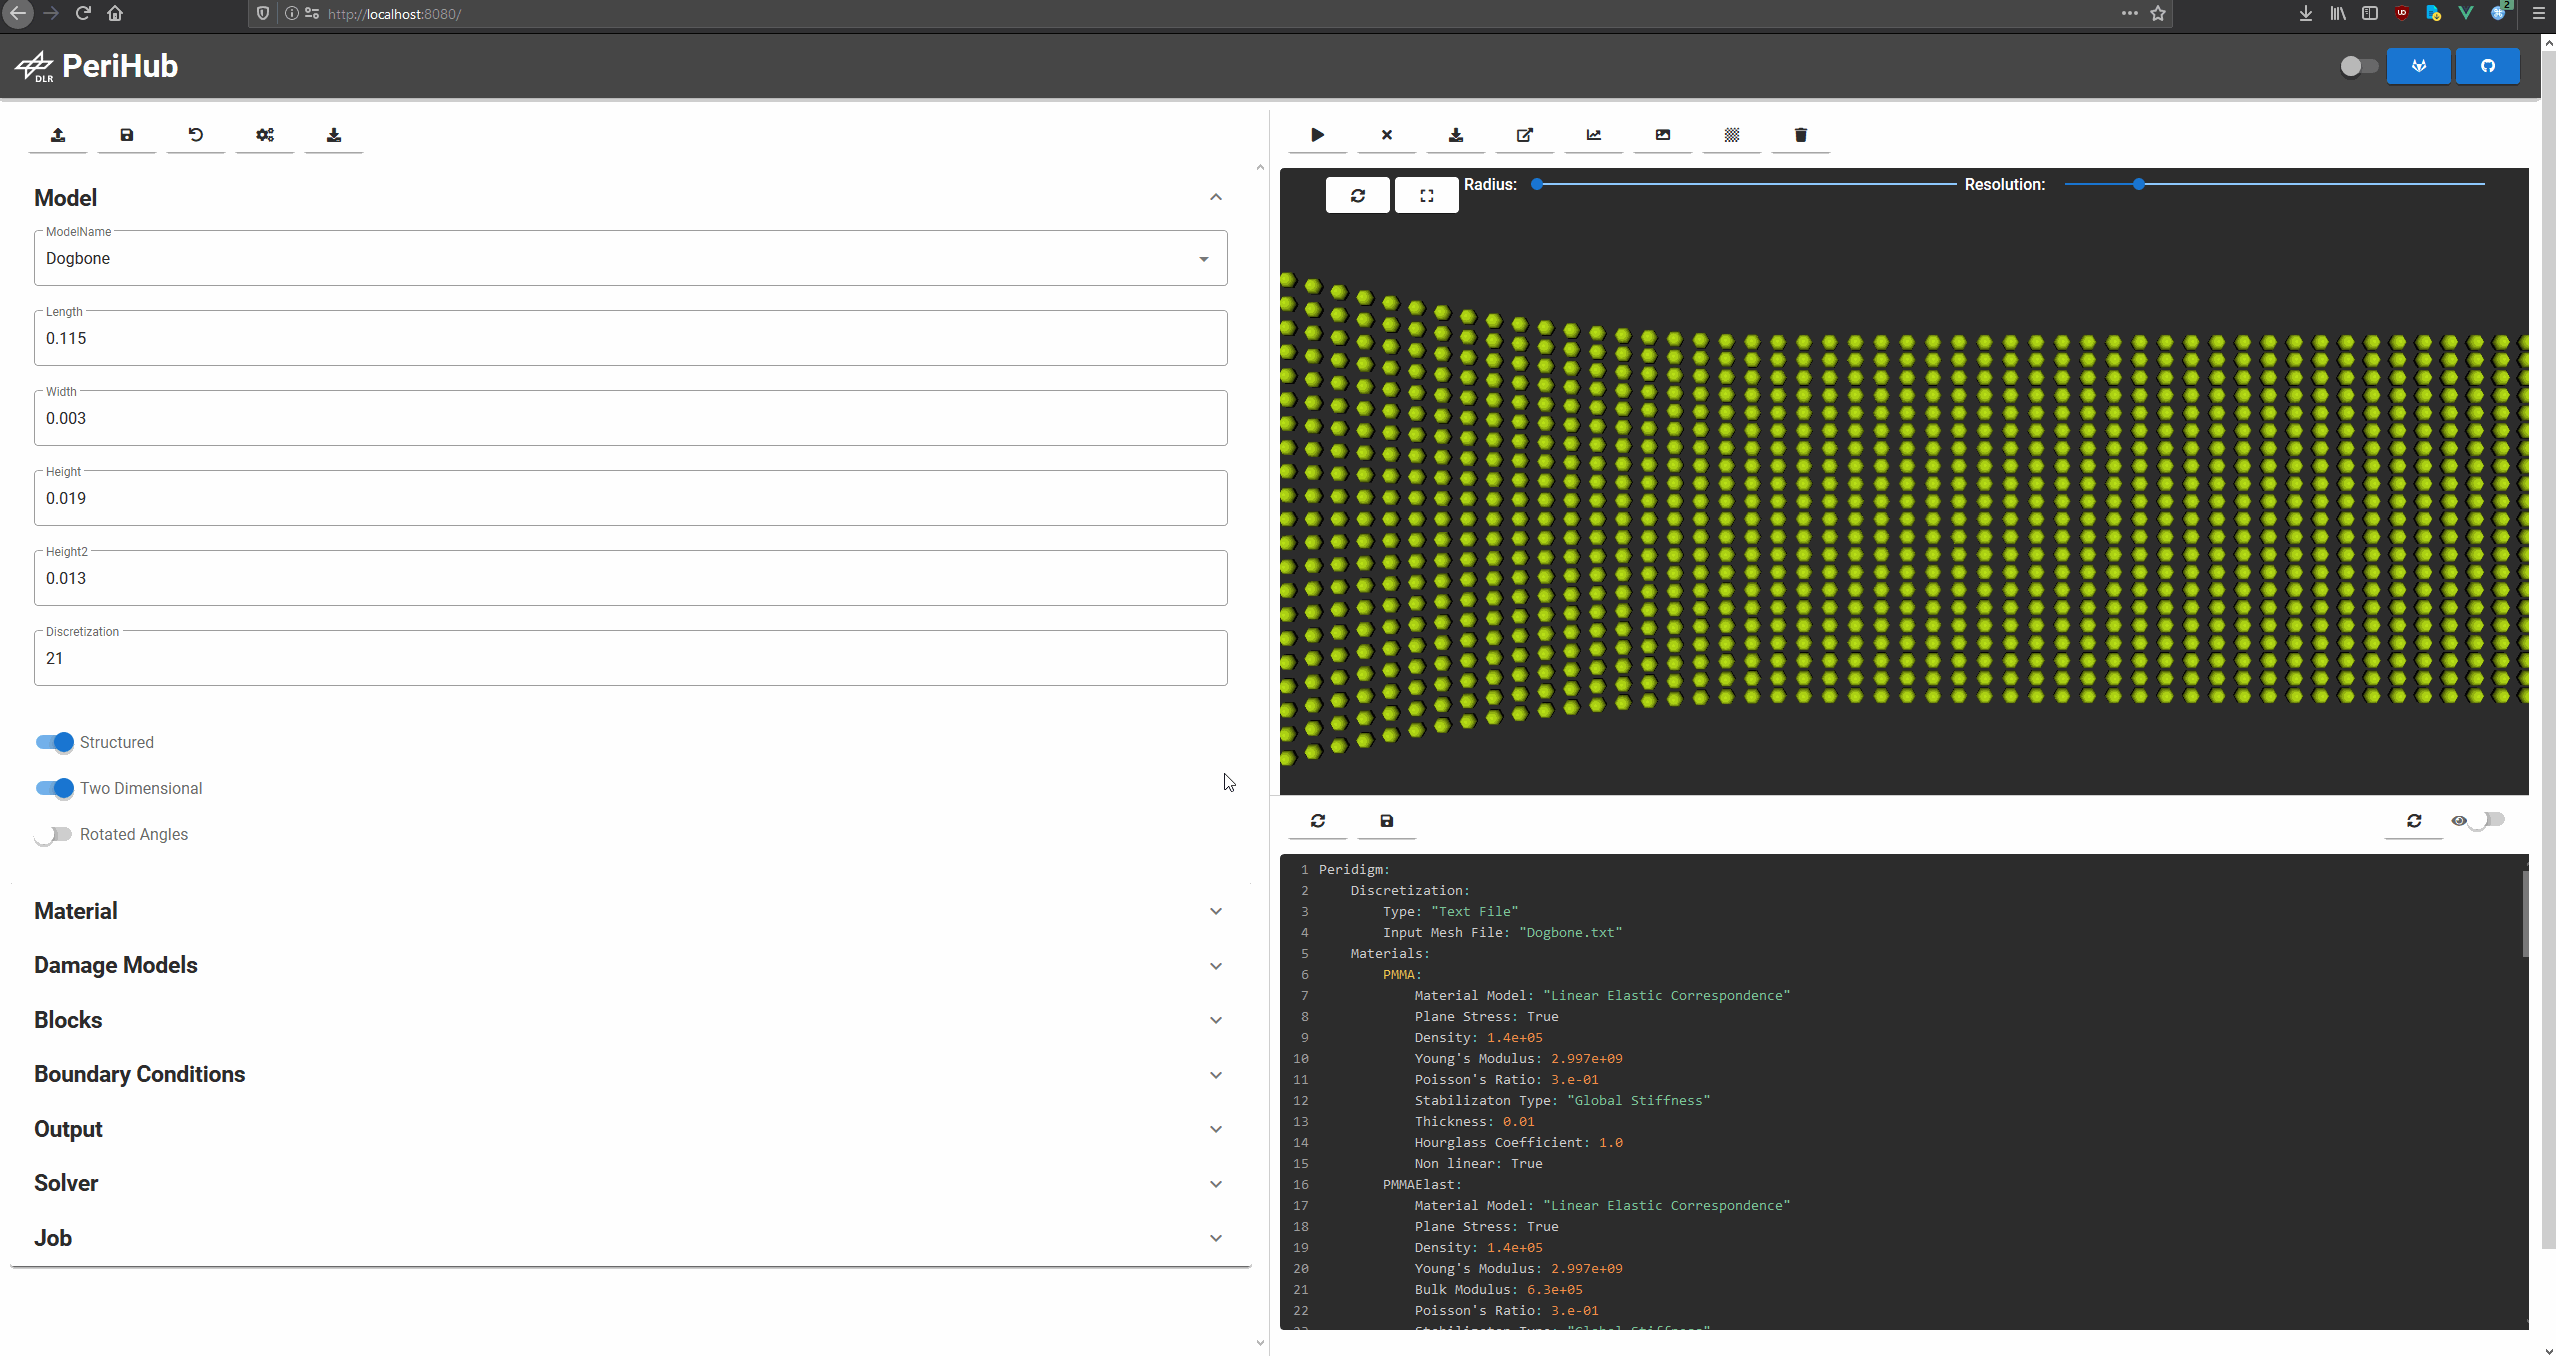 http://localhost:8080/
2
DLR PeriHub
UD
Radius:
Resolution:
Model
ModelName
Dogbone
Length
0.115
Width
0.003
Height
0.019
Height2
0.013
Discretization
21
Structured
Two Dimensional
Rotated Angles
Material
Damage Models
Blocks
Boundary Conditions
Output
Solver
Job
1 Peridigm:
2 Discretization:
3 Type: "Text File"
4 Input Mesh File: "Dogbone.txt"
5 Materials:
6 PMMA:
7 Material Model: "Linear Elastic Correspondence"
8 Plane Stress: True
9 Density: 1.4e+05
10 Young's Modulus: 2.997e+09
11 Poisson's Ratio: 3.e-01
12 Stabilizaton Type: "Global Stiffness"
13 Thickness: 0.01
14 Hourglass Coefficient: 1.0
15 Non linear: True
16 PMMAElast:
17 Material Model: "Linear Elastic Correspondence"
18 Plane Stress: True
19 Density: 1.4e+05
20 Young's Modulus: 2.997e+09
21 Bulk Modulus: 6.3e+05
22 Poisson's Ratio: 3.e-01